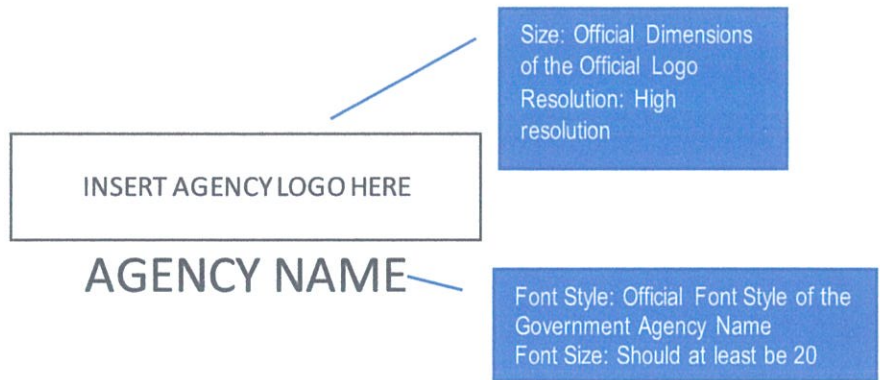 Size: Official Dimensions
of the Official Logo
Resolution: High
resolution
INSERT AGENCY LOGO HERE
AGENCY NAME
Font Style: Official Font Style of the
Government Agency Name
Font Size: Should at least be 20